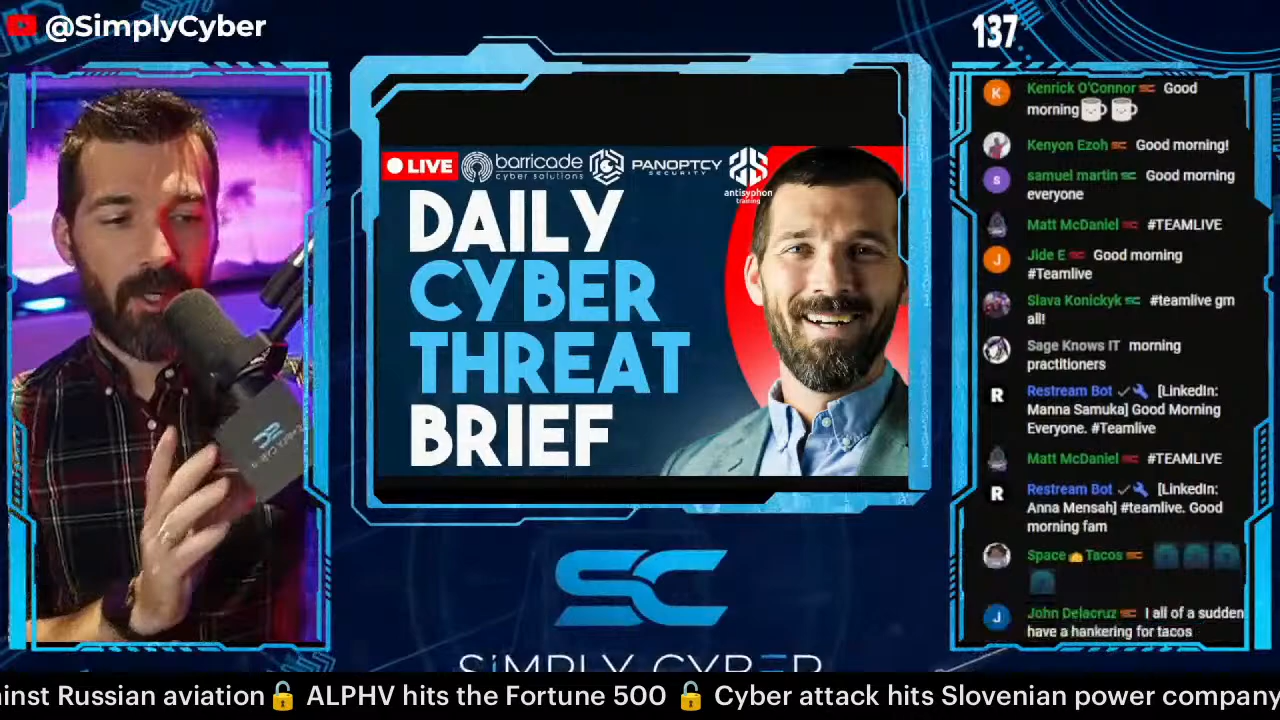 @SimplyCyber
137
LIVE
barricade
cyber solutions
PANOPTCY
SECURITY
antisyphon
training
DAILY
CYBER
THREAT
BRIEF
SC
SIMPLY CYBER
Kenrick O'Connor Good
morning
Kenyon Ezoh Good morning!
samuel martin Good morning
everyone
Matt McDaniel #TEAMLIVE
Jide E Good morning
#Teamlive
Slava Konickyk #teamlive gm
all!
Sage Knows IT morning
practitioners
Restream Bot [LinkedIn:
Manna Samuka] Good Morning
Everyone. #Teamlive
Matt McDaniel #TEAMLIVE
Restream Bot [LinkedIn:
Anna Mensah] #teamlive. Good
morning fam
Space Tacos
John Delacruz I all of a sudden
have a hankering for tacos
inst Russian aviation🔓 ALPHV hits the Fortune 500 🔓 Cyber attack hits Slovenian power company